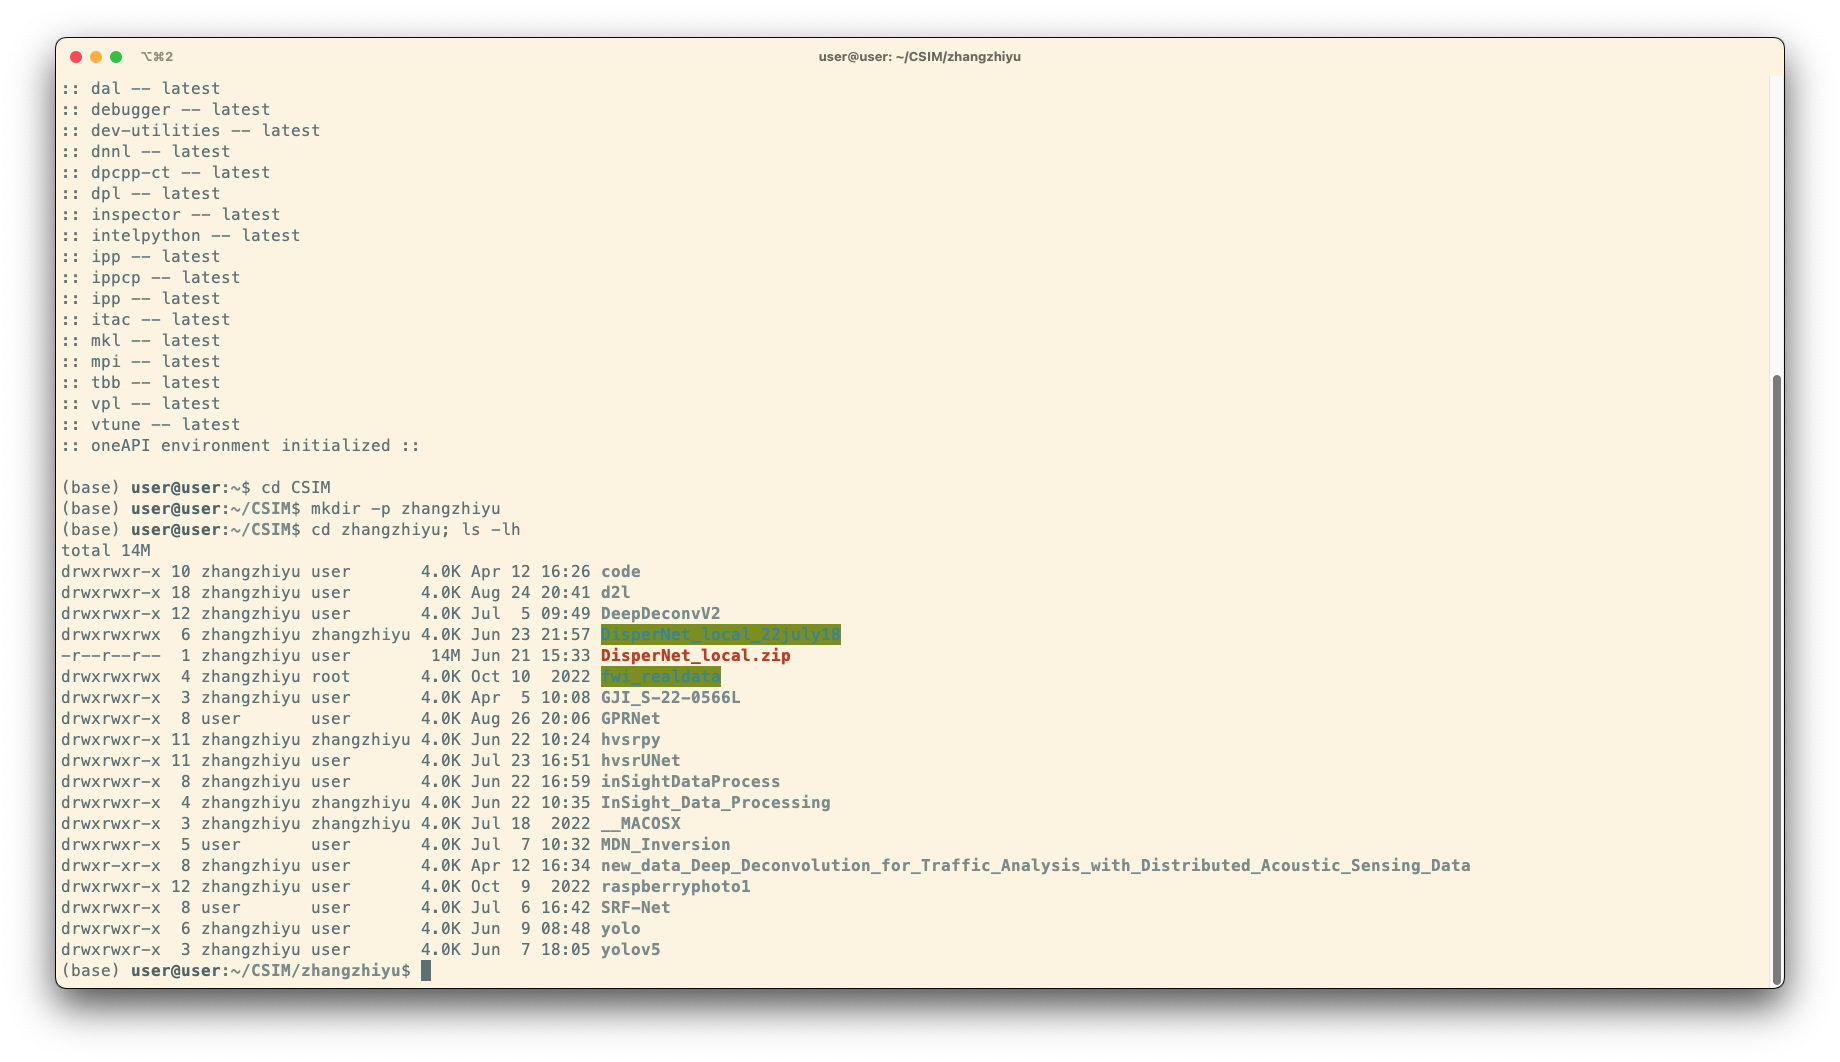 ⌥⌘2
user@user: ~/CSIM/zhangzhiyu
:: dal -- latest
:: debugger -- latest
:: dev-utilities -- latest
:: dnnl -- latest
:: dpcpp-ct -- latest
:: dpl -- latest
:: inspector -- latest
:: intelpython -- latest
:: ipp -- latest
:: ippcp -- latest
:: ipp -- latest
:: itac -- latest
:: mkl -- latest
:: mpi -- latest
:: tbb -- latest
:: vpl -- latest
:: vtune -- latest
:: oneAPI environment initialized ::
(base) user@user:~$ cd CSIM
(base) user@user:~/CSIM$ mkdir -p zhangzhiyu
(base) user@user:~/CSIM$ cd zhangzhiyu; ls -lh
total 14M
drwxrwxr-x 10 zhangzhiyu user       4.0K Apr 12 16:26 code
drwxrwxr-x 18 zhangzhiyu user       4.0K Aug 24 20:41 d2l
drwxrwxr-x 12 zhangzhiyu user       4.0K Jul  5 09:49 DeepDeconvV2
drwxrwxrwx  6 zhangzhiyu zhangzhiyu 4.0K Jun 23 21:57 DisperNet_local_22july18
-r--r--r--  1 zhangzhiyu user        14M Jun 21 15:33 DisperNet_local.zip
drwxrwxrwx  4 zhangzhiyu root       4.0K Oct 10  2022 fwi_realdata
drwxrwxr-x  3 zhangzhiyu user       4.0K Apr  5 10:08 GJI_S-22-0566L
drwxrwxr-x  8 user       user       4.0K Aug 26 20:06 GPRNet
drwxrwxr-x 11 zhangzhiyu zhangzhiyu 4.0K Jun 22 10:24 hvsrpy
drwxrwxr-x 11 zhangzhiyu user       4.0K Jul 23 16:51 hvsrUNet
drwxrwxr-x  8 zhangzhiyu user       4.0K Jun 22 16:59 inSightDataProcess
drwxrwxr-x  4 zhangzhiyu zhangzhiyu 4.0K Jun 22 10:35 InSight_Data_Processing
drwxrwxr-x  3 zhangzhiyu zhangzhiyu 4.0K Jul 18  2022 __MACOSX
drwxrwxr-x  5 user       user       4.0K Jul  7 10:32 MDN_Inversion
drwxr-xr-x  8 zhangzhiyu user       4.0K Apr 12 16:34 new_data_Deep_Deconvolution_for_Traffic_Analysis_with_Distributed_Acoustic_Sensing_Data
drwxrwxr-x 12 zhangzhiyu user       4.0K Oct  9  2022 raspberryphoto1
drwxrwxr-x  8 user       user       4.0K Jul  6 16:42 SRF-Net
drwxrwxr-x  6 zhangzhiyu user       4.0K Jun  9 08:48 yolo
drwxrwxr-x  3 zhangzhiyu user       4.0K Jun  7 18:05 yolov5
(base) user@user:~/CSIM/zhangzhiyu$